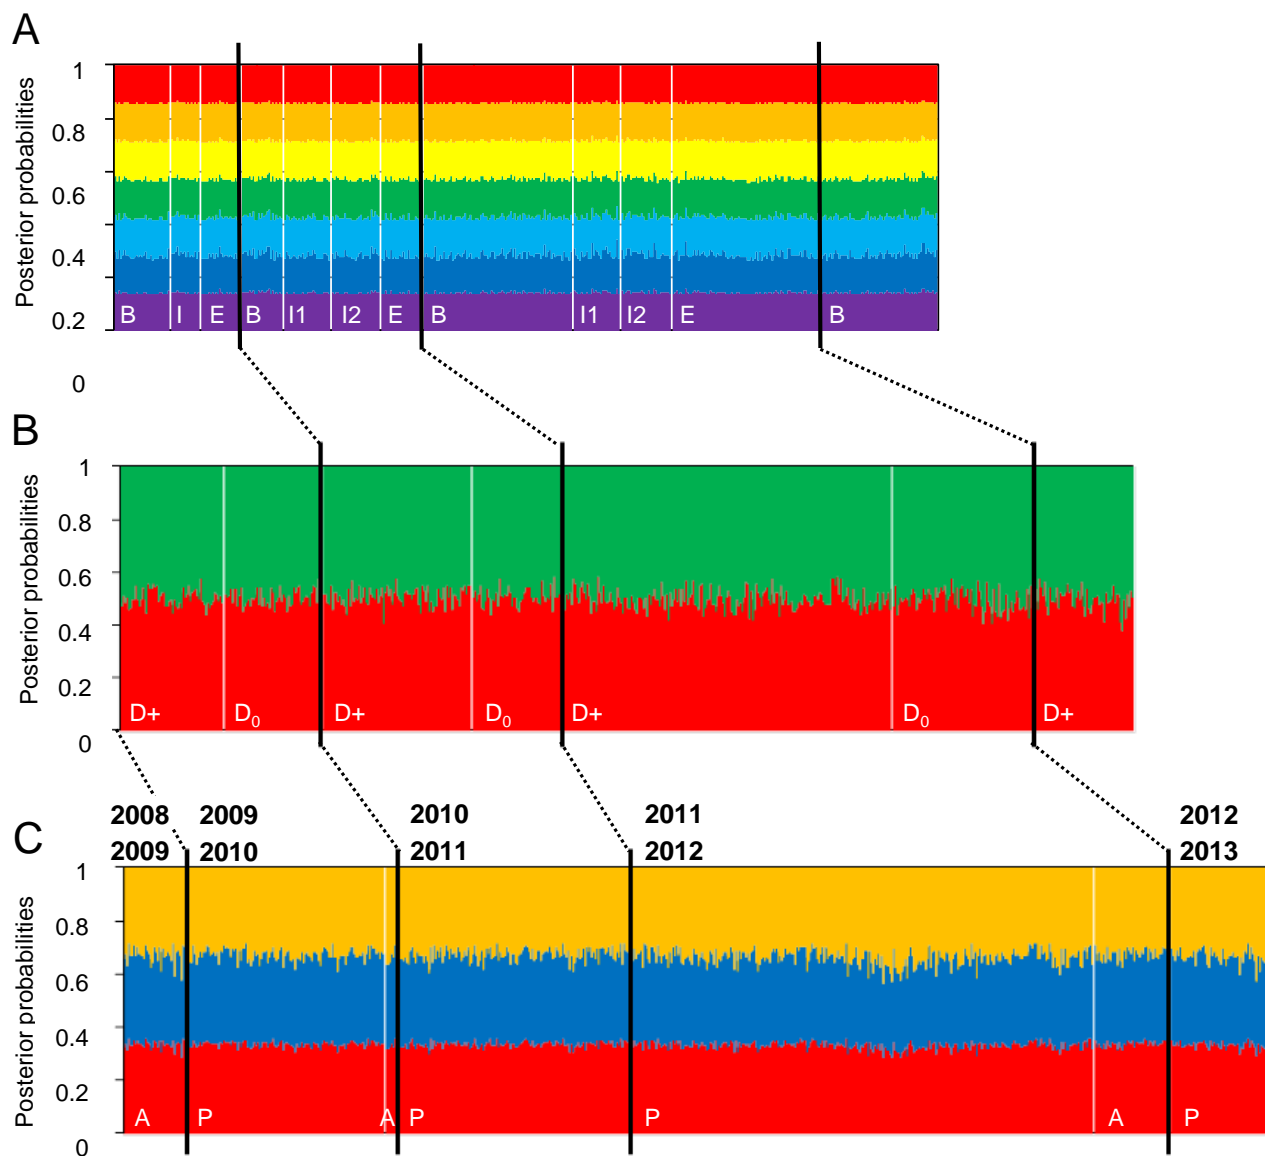 A
Posterior probabilities
1
0.8
0.6
0.4
0.2
0
B I E B I1 I2 E B I1 I2 E B
B
Posterior probabilities
1
0.8
0.6
0.4
0.2
0
D+ D0 D+ D0 D+ D0 D+
2008 2009 2010 2011 2012
2009 2010 2011 2012 2013
C
Posterior probabilities
1
0.8
0.6
0.4
0.2
0
A P A P P A P